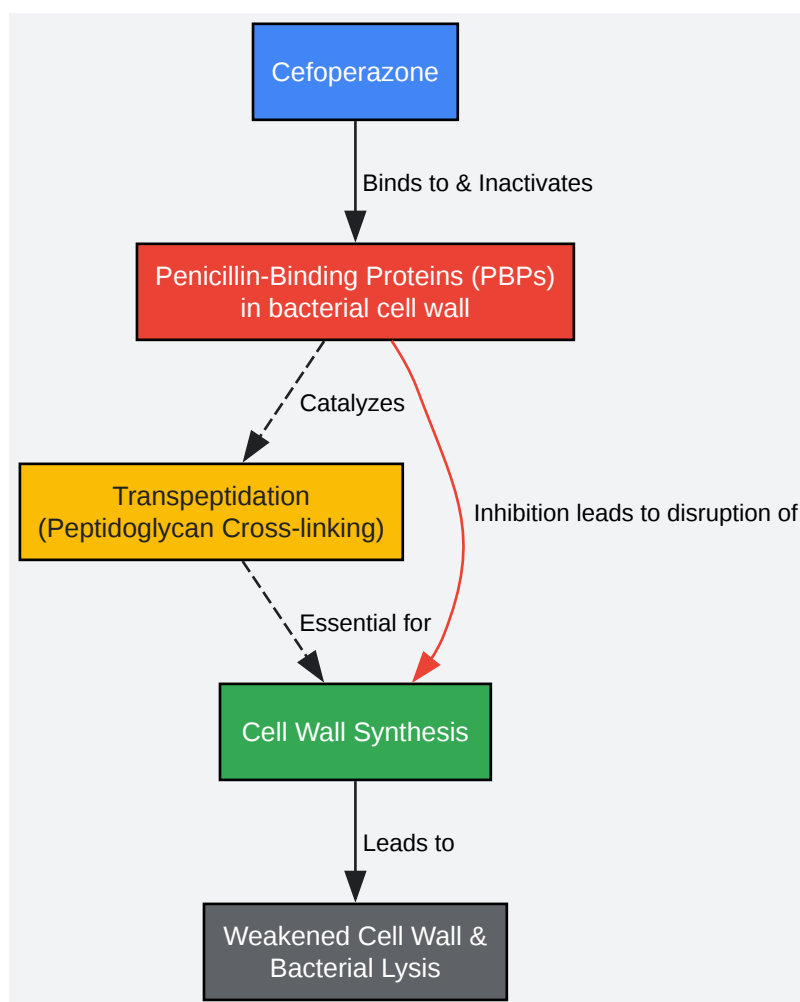 Cefoperazone
Binds to & Inactivates
Penicillin-Binding Proteins (PBPs)
in bacterial cell wall
Catalyzes
Transpeptidation
(Peptidoglycan Cross-linking)
Inhibition leads to disruption of
Essential for
Cell Wall Synthesis
Leads to
Weakened Cell Wall &
Bacterial Lysis